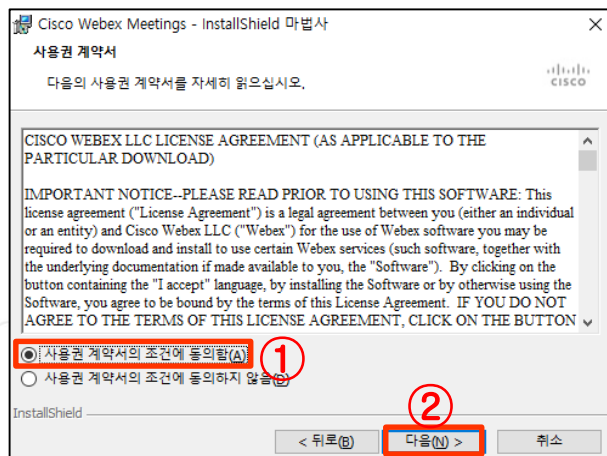 Cisco Webex Meetings - InstallShield 마법사
사용권 계약서
다음의 사용권 계약서를 자세히 읽으십시오.
CISCO
CISCO WEBEX LLC LICENSE AGREEMENT (AS APPLICABLE TO THE
PARTICULAR DOWNLOAD)
IMPORTANT NOTICE--PLEASE READ PRIOR TO USING THIS SOFTWARE: This
license agreement ("License Agreement") is a legal agreement between you (either an individual
or an entity) and Cisco Webex LLC ("Webex") for the use of Webex software you may be
required to download and install to use certain Webex services (such software, together with
the underlying documentation if made available to you, the "Software").  By clicking on the
button containing the "I accept" language, by installing the Software or by otherwise using the
Software, you agree to be bound by the terms of this License Agreement.  IF YOU DO NOT
AGREE TO THE TERMS OF THIS LICENSE AGREEMENT, CLICK ON THE BUTTON
사용권 계약서의 조건에 동의함(A) ①
사용권 계약서의 조건에 동의하지 않음(D)
②
InstallShield
< 뒤로(B) 다음(N) > 취소